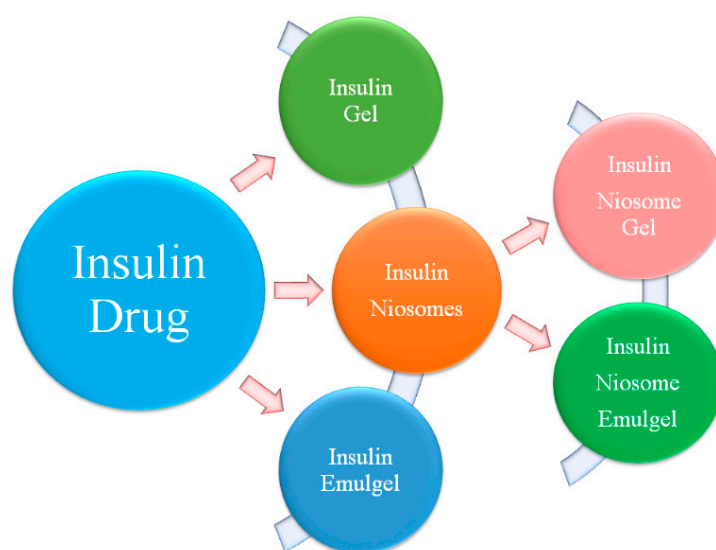 Insulin
Drug
Insulin
Gel
Insulin
Niosomes
Insulin
Emulgel
Insulin
Niosome
Gel
Insulin
Niosome
Emulgel